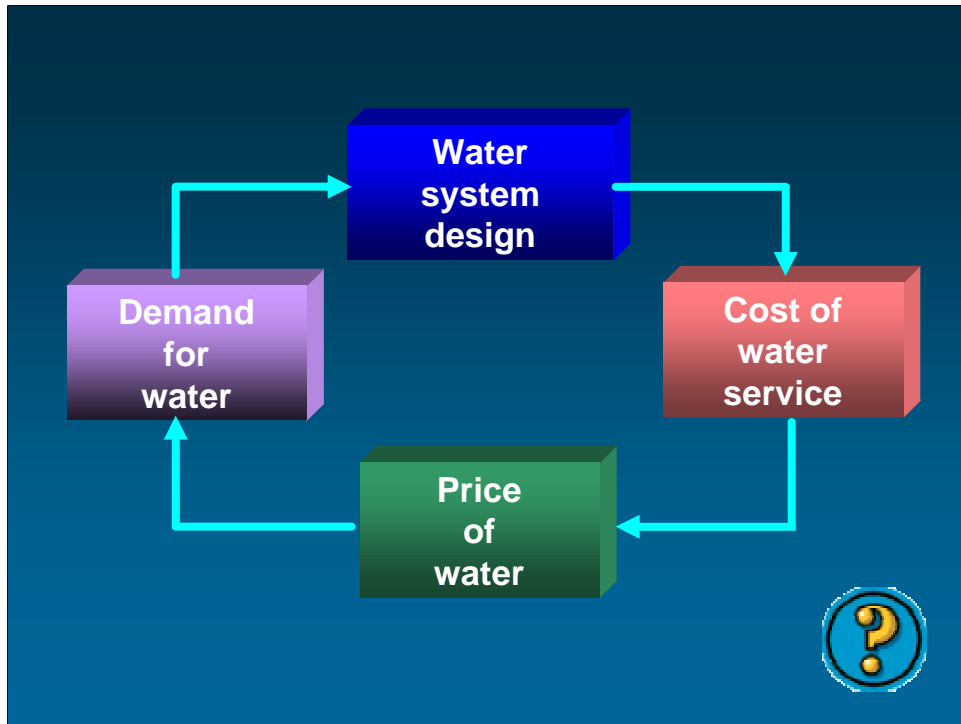 Water
system
design
Demand
for
water
Cost of
water
service
Price
of
water
?